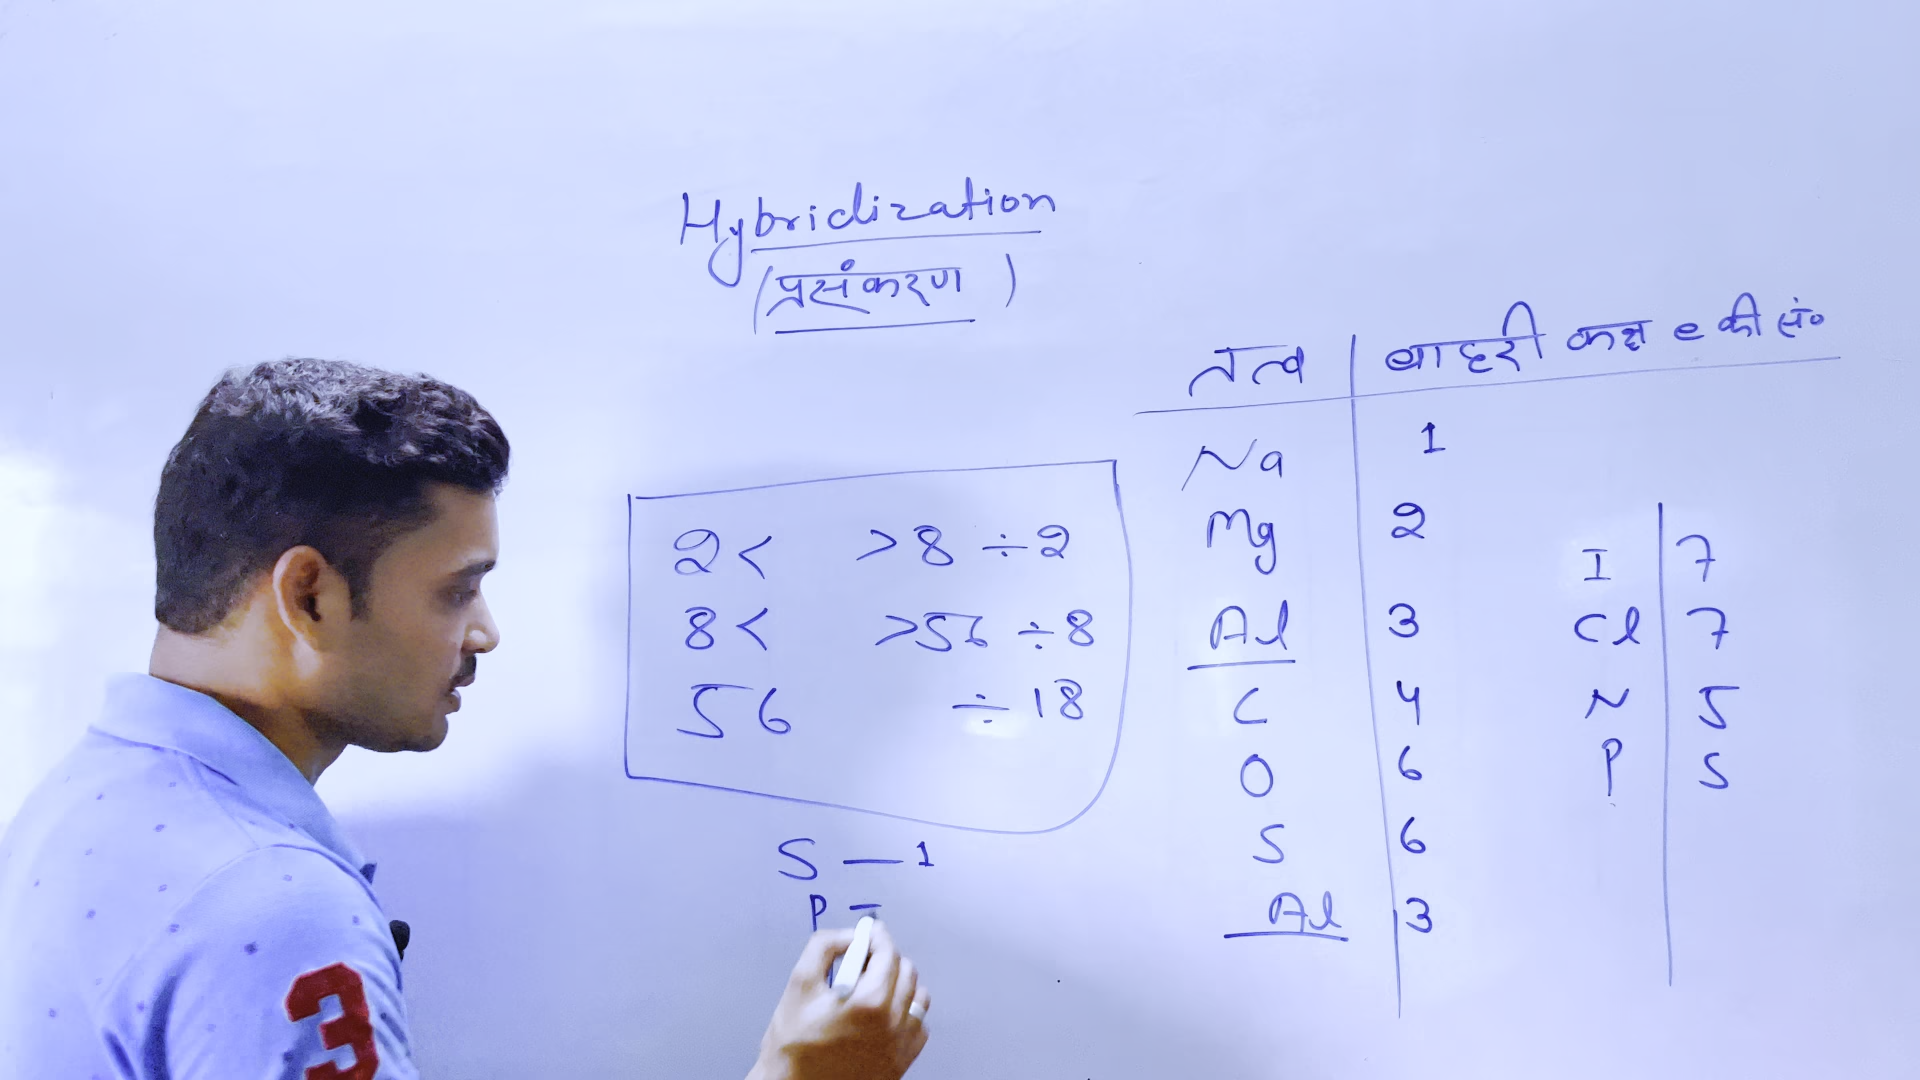 Hybridization
(प्रसंकरण)
2< >8 ÷2
8< >56 ÷8
56 ÷18
S — 1
P —
तत्व | बाहरी कक्ष e की सं०
Na 1
Mg 2
Al 3
C 4
O 6
S 6
Al 3
I 7
Cl 7
N 5
P 5
3